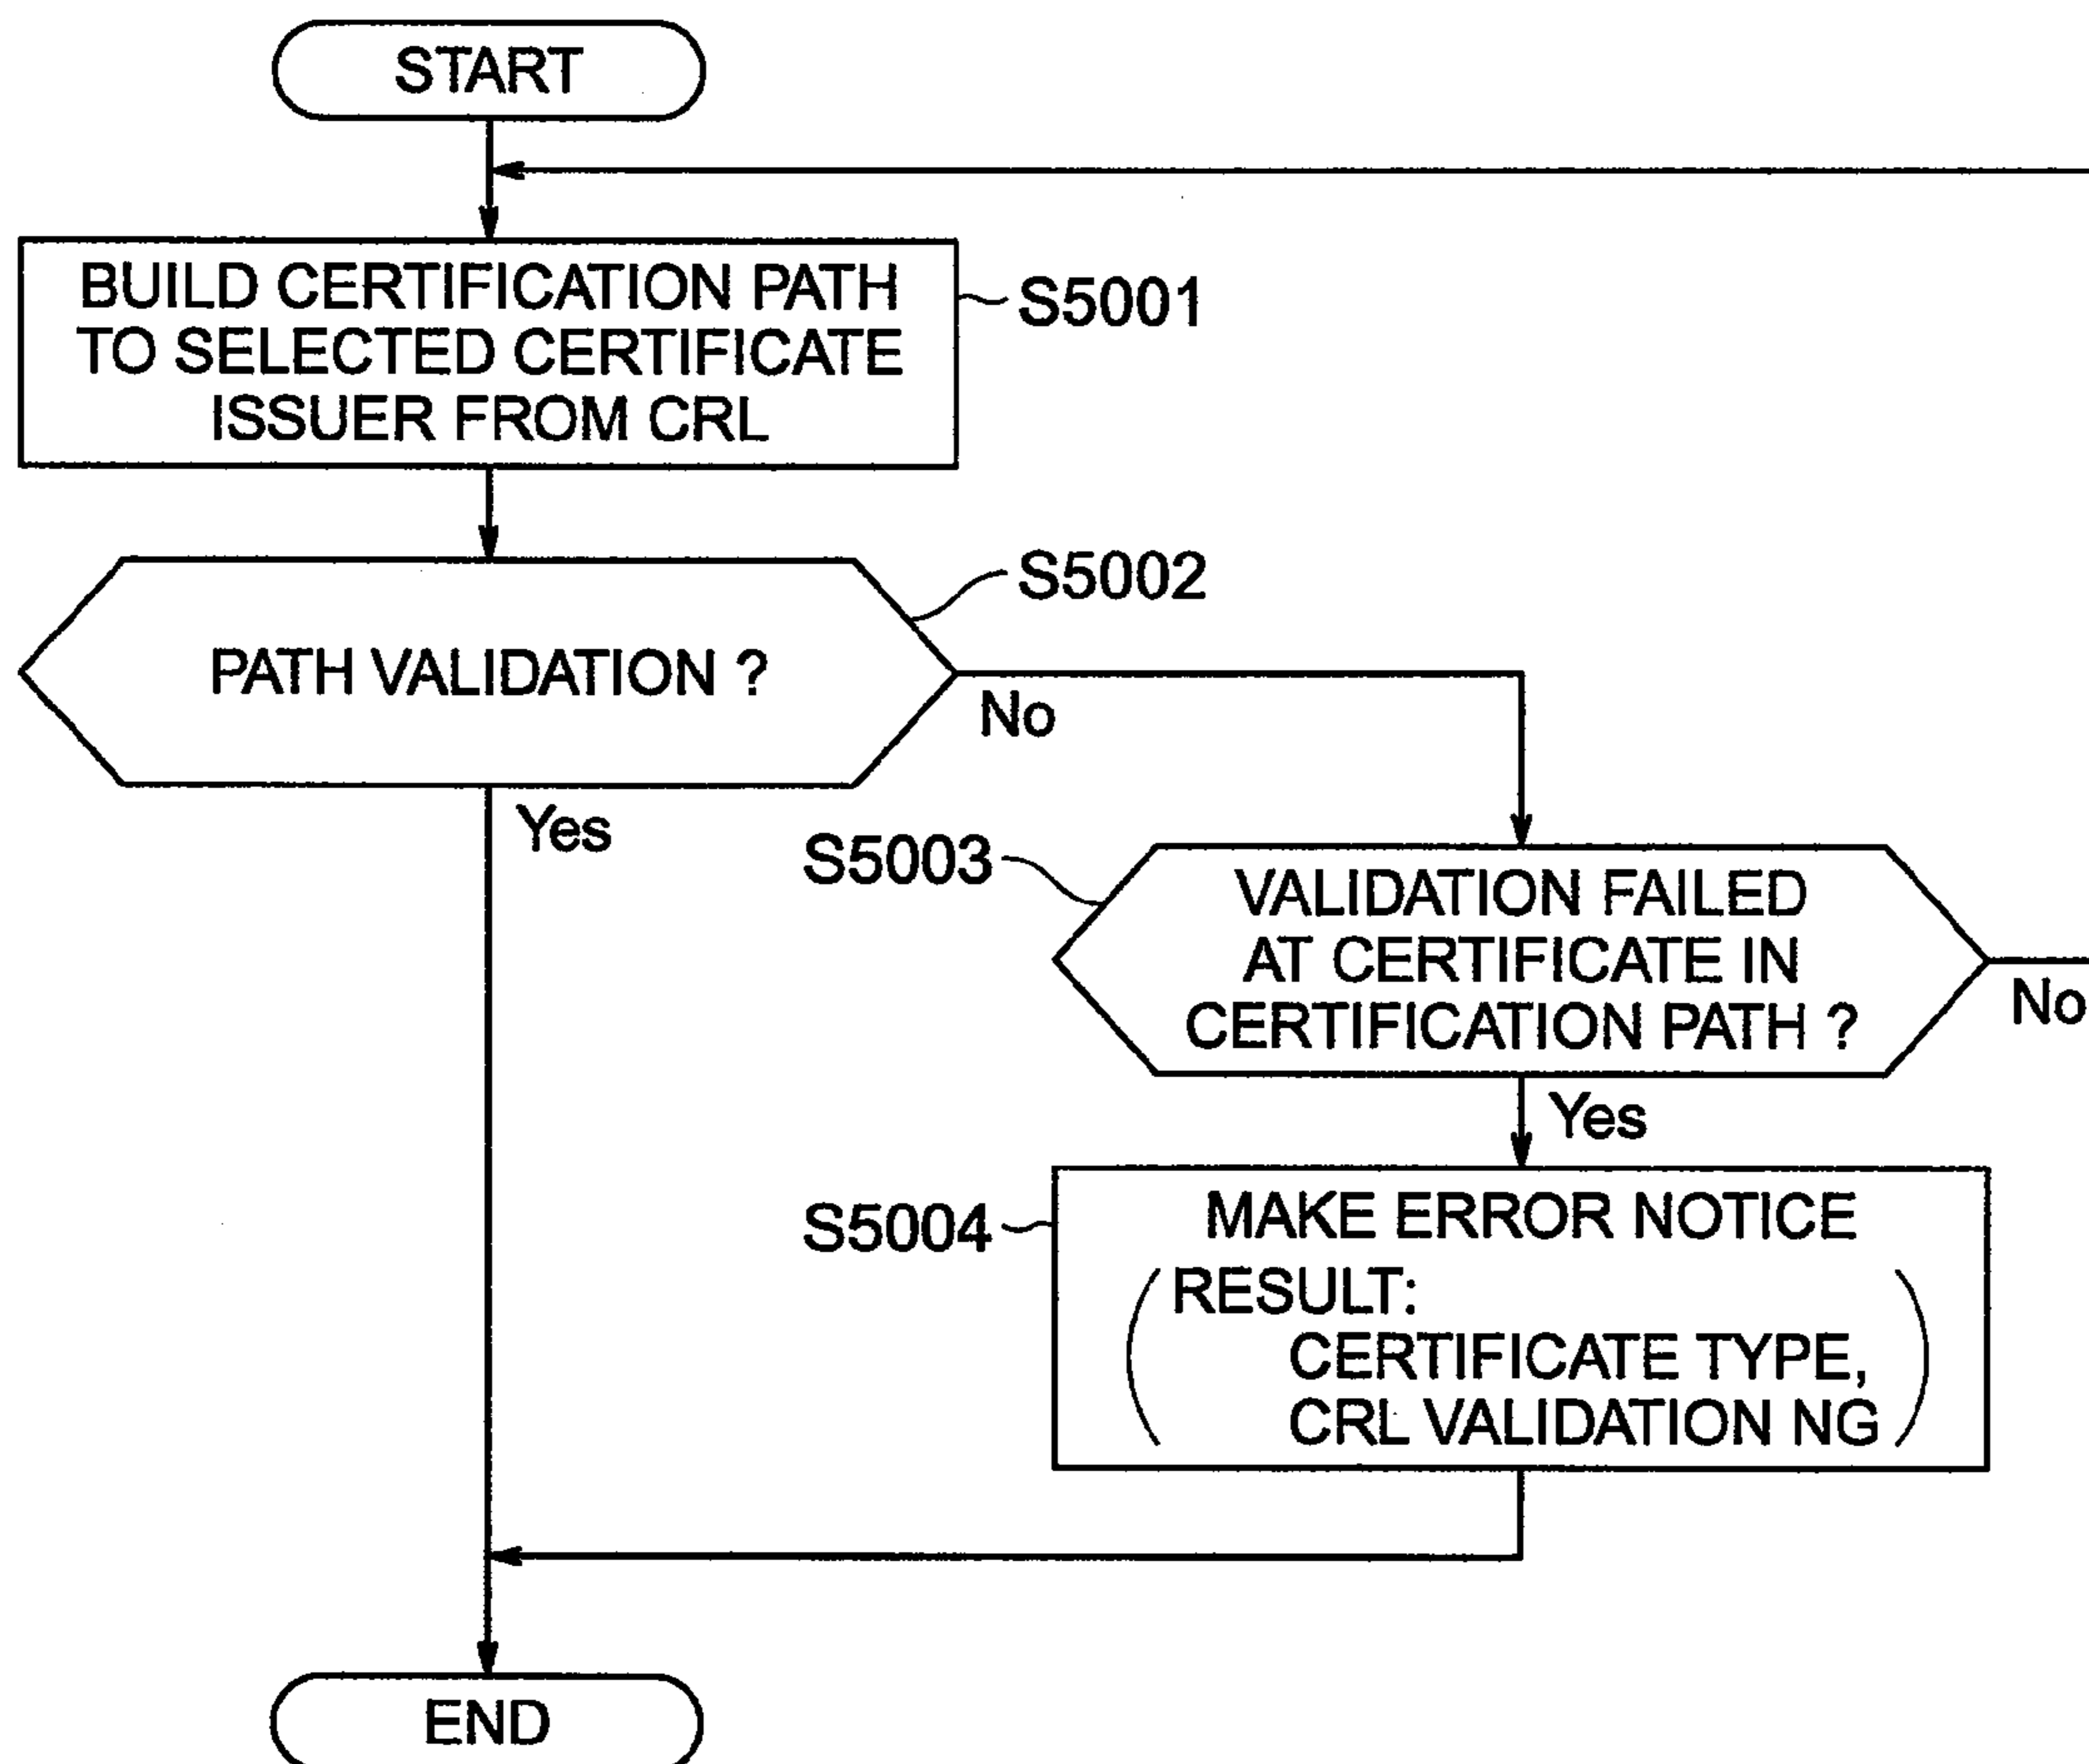 START
BUILD CERTIFICATION PATH
TO SELECTED CERTIFICATE
ISSUER FROM CRL
S5001
S5002
PATH VALIDATION ?
No
Yes
S5003
VALIDATION FAILED
AT CERTIFICATE IN
CERTIFICATION PATH ?
No
Yes
S5004
MAKE ERROR NOTICE
(RESULT:
CERTIFICATE TYPE,
CRL VALIDATION NG)
END